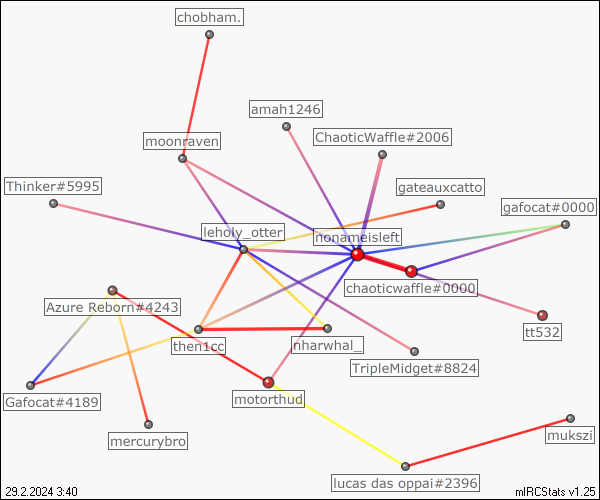 chobham.
amah1246
moonraven
ChaoticWaffle#2006
Thinker#5995
gateauxcatto
gafocat#0000
leholy_otter
nonameisleft
chaoticwaffle#0000
Azure Reborn#4243
tt532
then1cc
nharwhal_
TripleMidget#8824
Gafocat#4189
motorthud
mercurybro
mukszi
lucas das oppai#2396
29.2.2024 3:40
mIRCStats v1.25